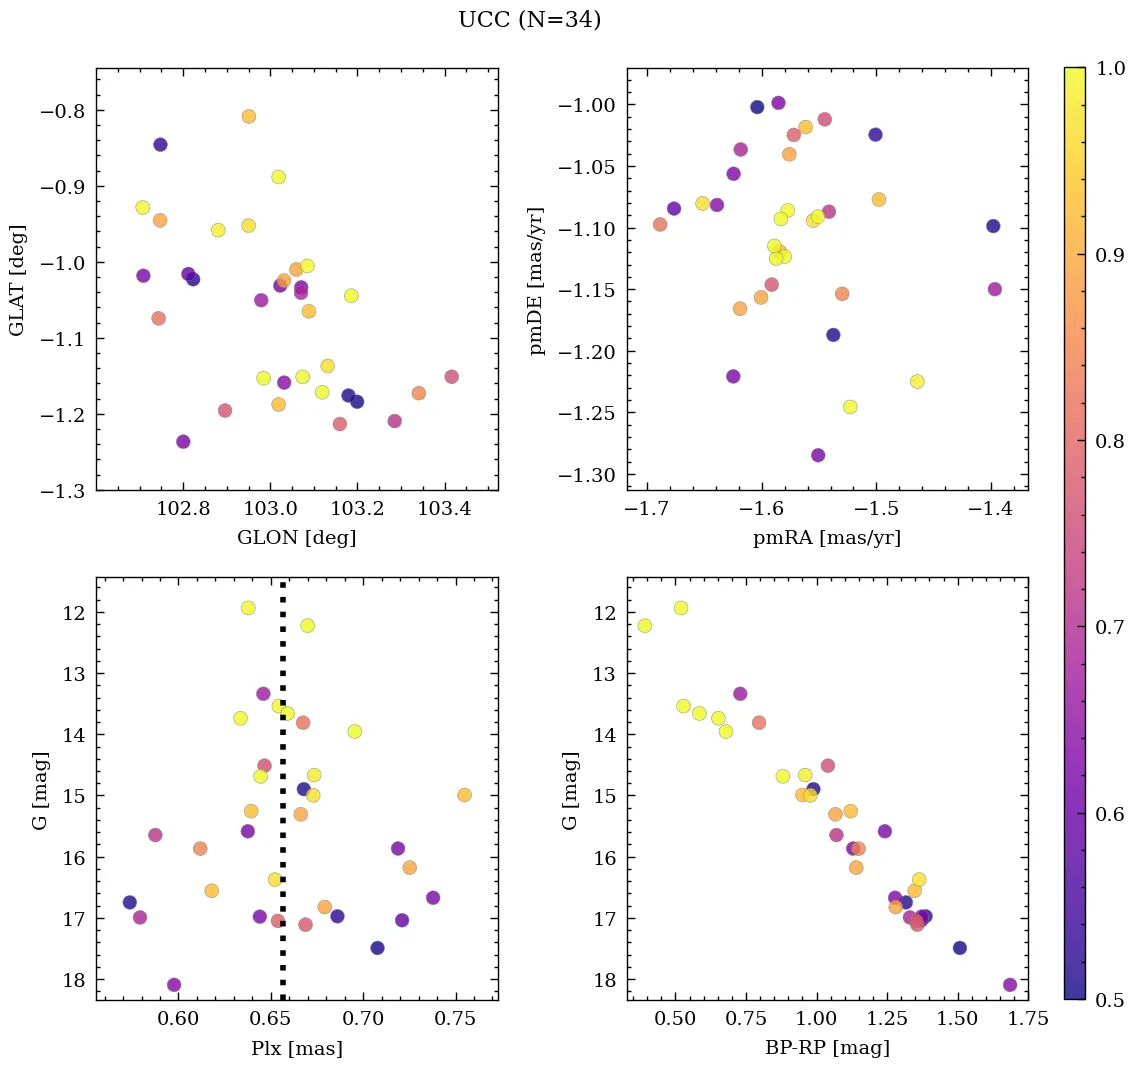 UCC (N=34)
−0.8
−0.9
−1.0
−1.1
−1.2
−1.3
GLAT [deg]
102.8 103.0 103.2 103.4
GLON [deg]
−1.00
−1.05
−1.10
−1.15
−1.20
−1.25
−1.30
pmDE [mas/yr]
−1.7 −1.6 −1.5 −1.4
pmRA [mas/yr]
12
13
14
15
16
17
18
G [mag]
0.60 0.65 0.70 0.75
Plx [mas]
12
13
14
15
16
17
18
G [mag]
0.50 0.75 1.00 1.25 1.50 1.75
BP-RP [mag]
1.0
0.9
0.8
0.7
0.6
0.5